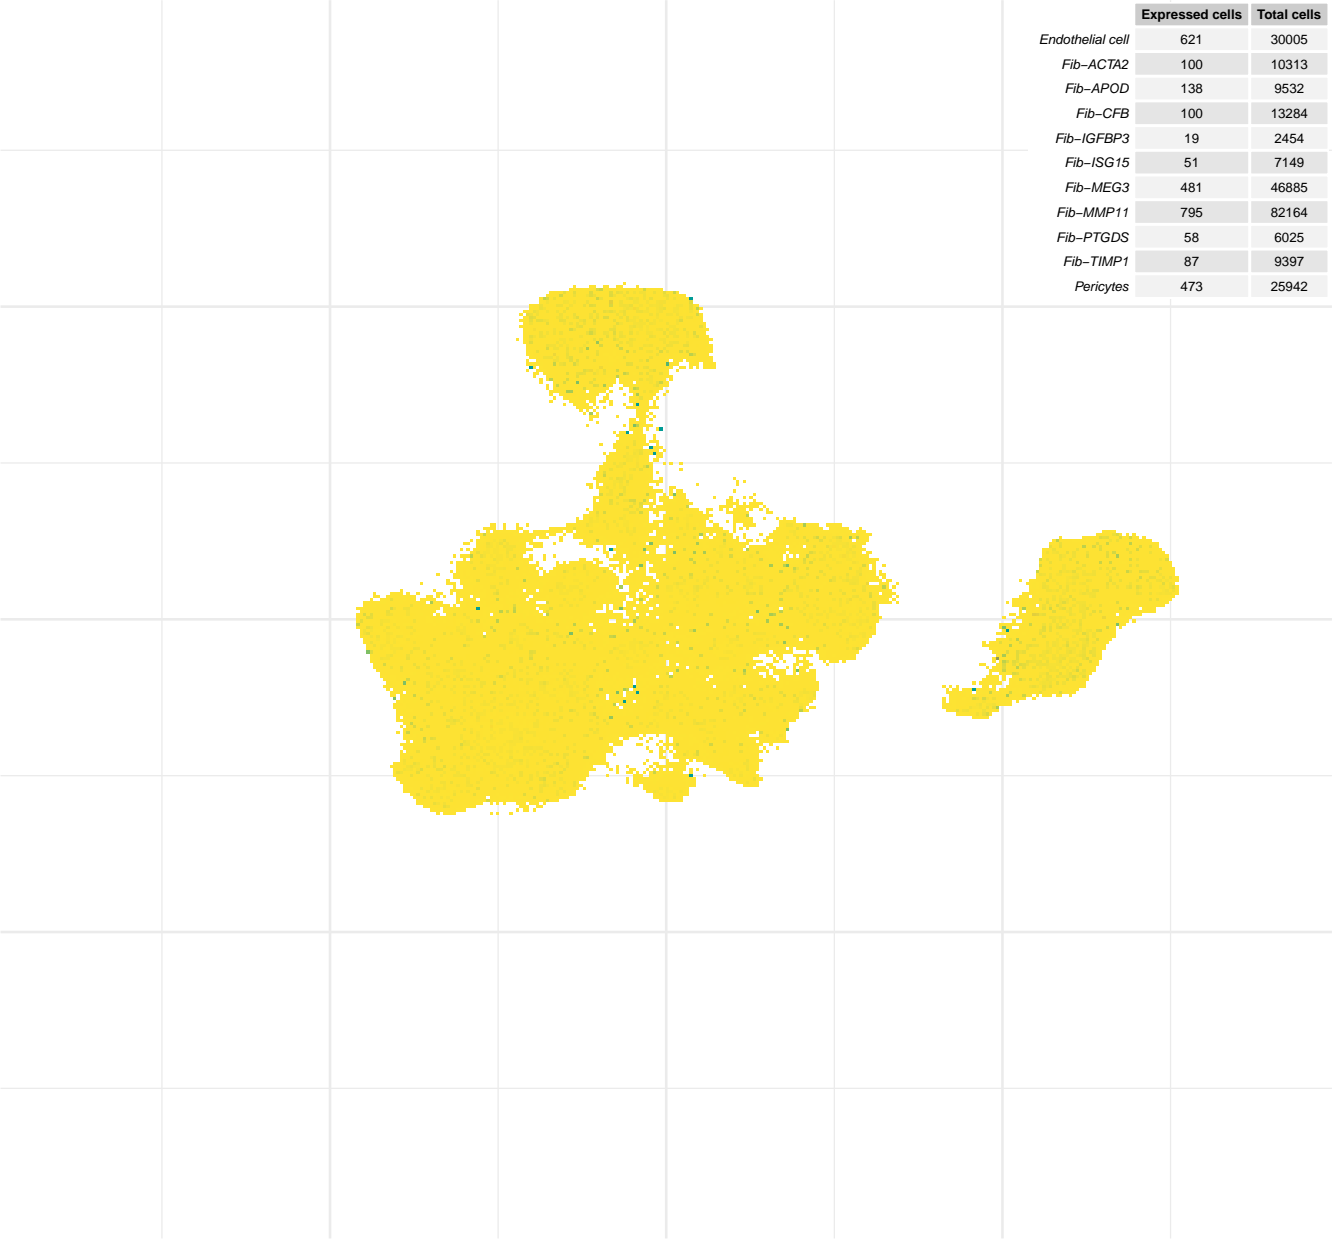 Expressed cells Total cells
Endothelial cell 621 30005
Fib−ACTA2 100 10313
Fib−APOD 138 9532
Fib−CFB 100 13284
Fib−IGFBP3 19 2454
Fib−ISG15 51 7149
Fib−MEG3 481 46885
Fib−MMP11 795 82164
Fib−PTGDS 58 6025
Fib−TIMP1 87 9397
Pericytes 473 25942